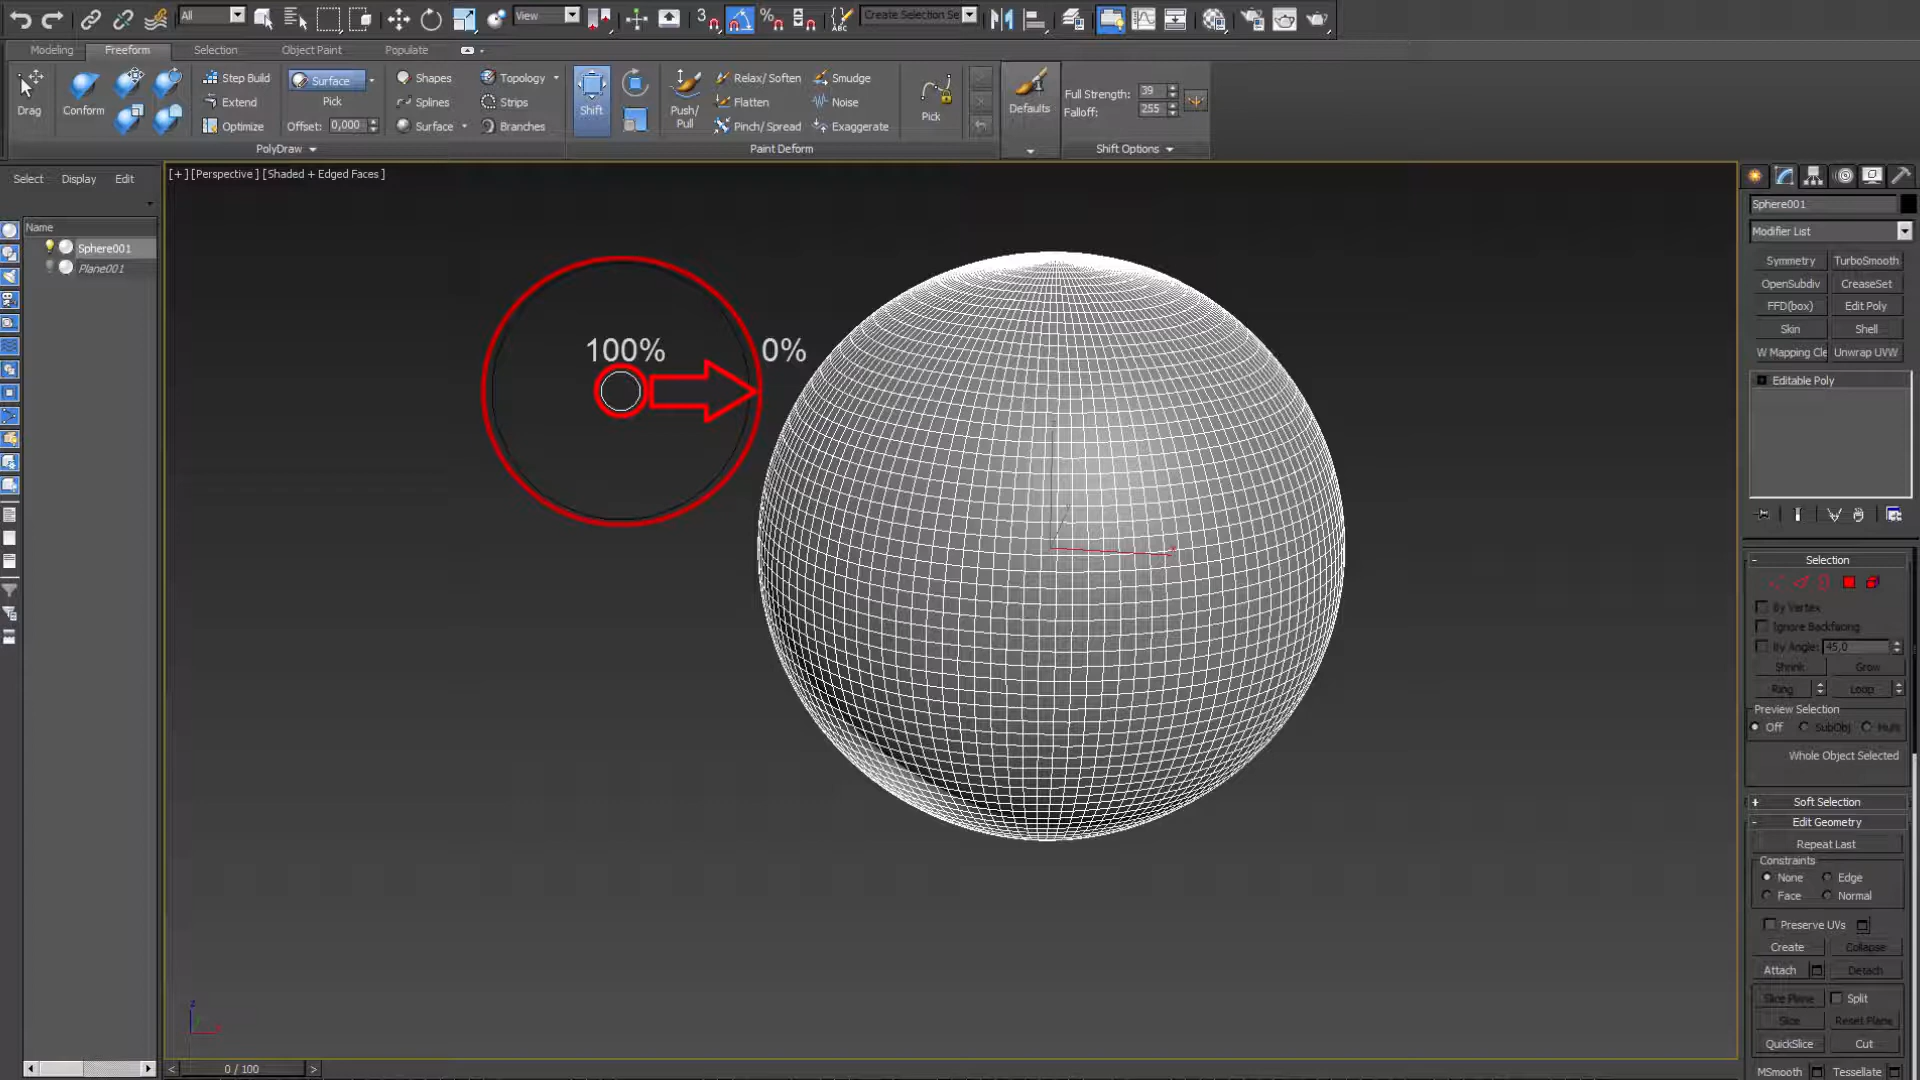 All
View
3
%
ABC
Create Selection Se
Modeling
Freeform
Selection
Object Paint
Populate
Drag
Conform
Step Build
Extend
Optimize
Surface
Pick
Offset: 0,000
Shapes
Splines
Surface
Topology
Strips
Branches
PolyDraw
Shift
Push/
Pull
Relax/ Soften
Flatten
Pinch/ Spread
Smudge
Noise
Exaggerate
Paint Deform
Pick
Defaults
Full Strength: 39
Falloff: 255
Shift Options
Select Display Edit
Name
Sphere001
Plane001
[+] [Perspective ] [Shaded + Edged Faces ]
100%
0%
z
0 / 100
Sphere001
Modifier List
Symmetry TurboSmooth
OpenSubdiv CreaseSet
FFD(box) Edit Poly
Skin Shell
W Mapping Cle Unwrap UVW
Editable Poly
- Selection
By Vertex
Ignore Backfacing
By Angle: 45,0
Shrink Grow
Ring Loop
Preview Selection
Off SubObj Multi
Whole Object Selected
+ Soft Selection
- Edit Geometry
Repeat Last
Constraints
None Edge
Face Normal
Preserve UVs
Create Collapse
Attach Detach
Slice Plane Split
Slice Reset Plane
QuickSlice Cut
MSmooth Tessellate